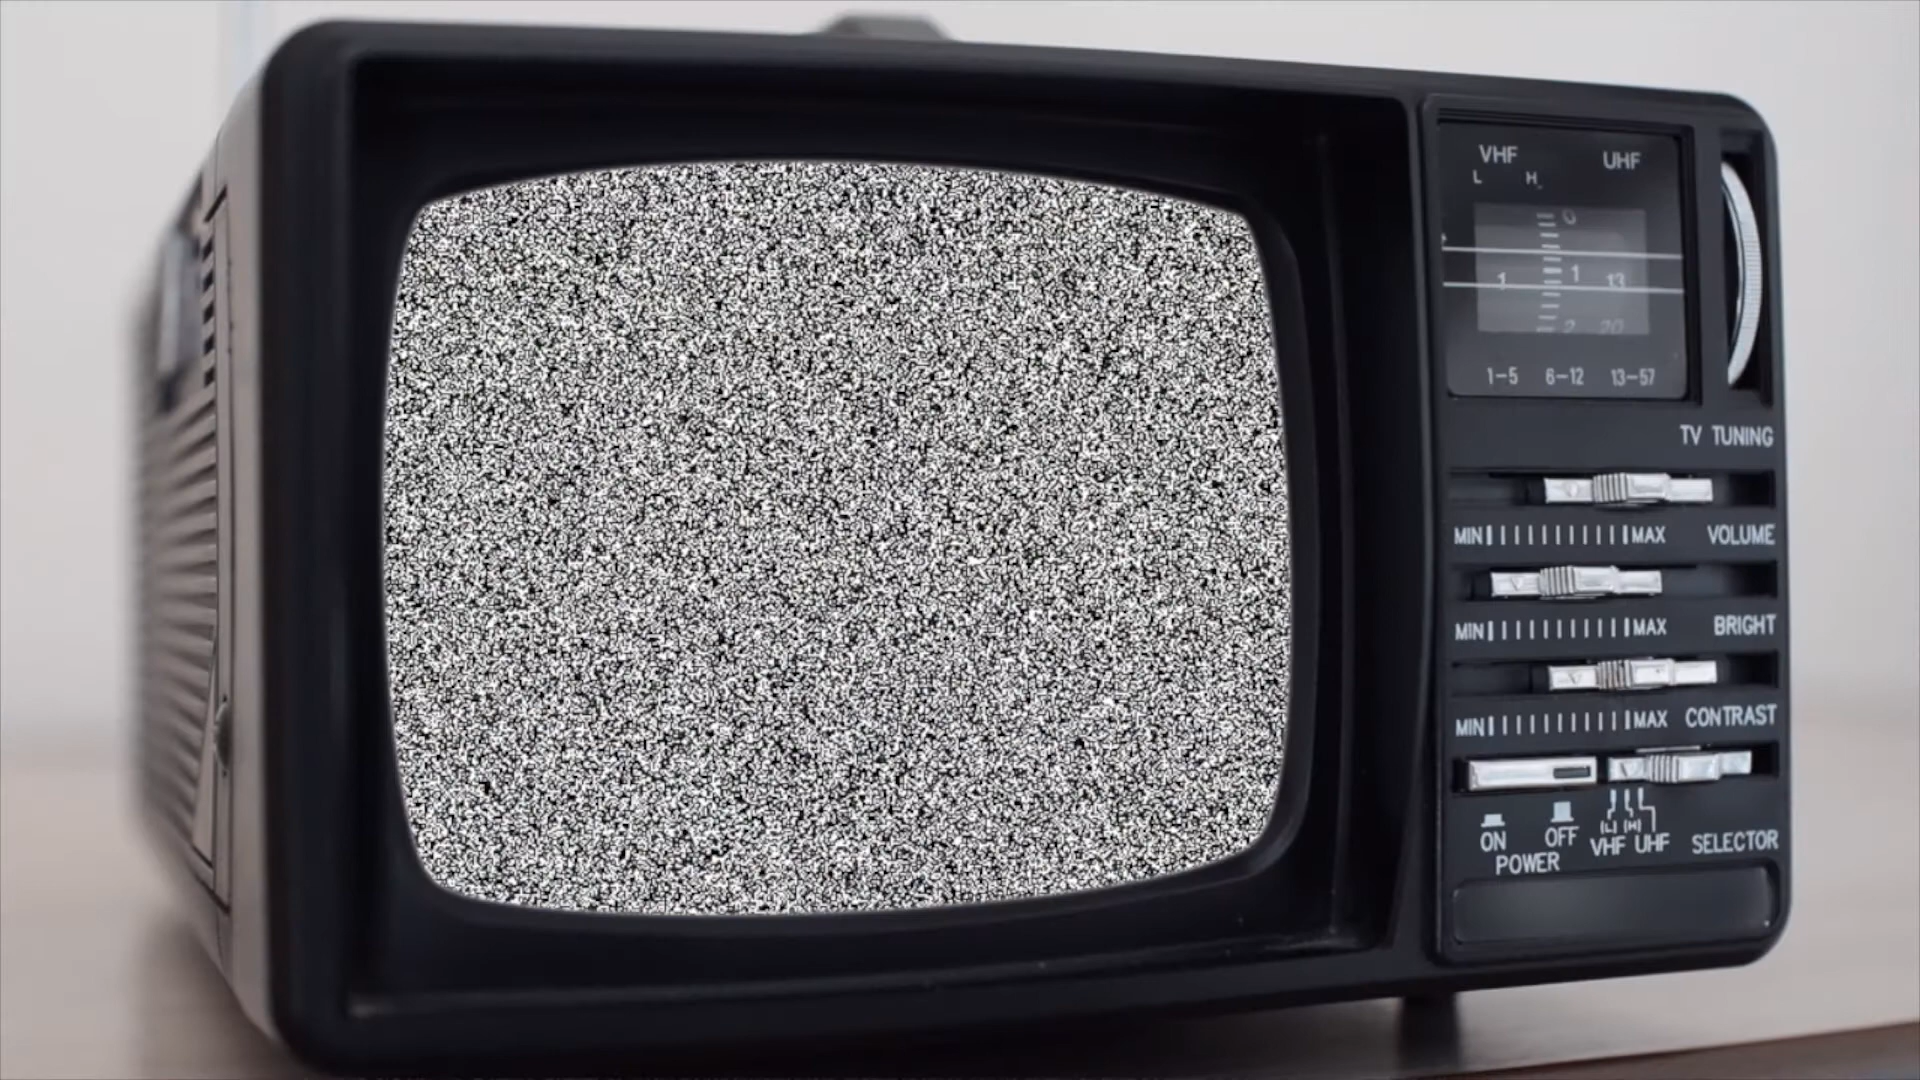 VHF UHF
L H
0
1 1 13
2 20
1-5 6-12 13-57
TV TUNING
MIN MAX VOLUME
MIN MAX BRIGHT
MIN MAX CONTRAST
ON OFF [L] [H]
POWER VHF UHF SELECTOR